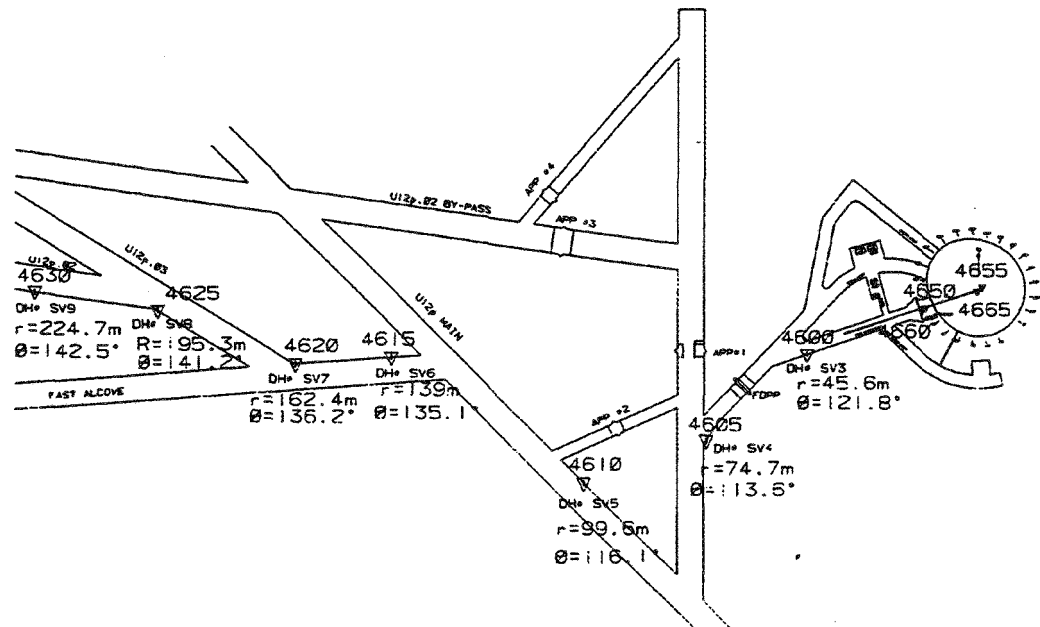 APP #4
U12p.02 BY-PASS
APP #3
U12p.03
U12p.02
4630
DH• SV9
r=224.7m
Ø=142.5°
4625
DH• SV8
R=195.3m
Ø=141.2°
4620
DH• SV7
r=162.4m
Ø=136.2°
4615
DH• SV6
r=139m
Ø=135.1°
U12p MAIN
FAST ALCOVE
APP #2
APP#1
4655
4650
4665
4660
4600
DH• SV3
r=45.6m
Ø=121.8°
FDPP
4605
DH• SV4
r=74.7m
Ø=113.6°
4610
DH• SV5
r=99.6m
Ø=116.1°